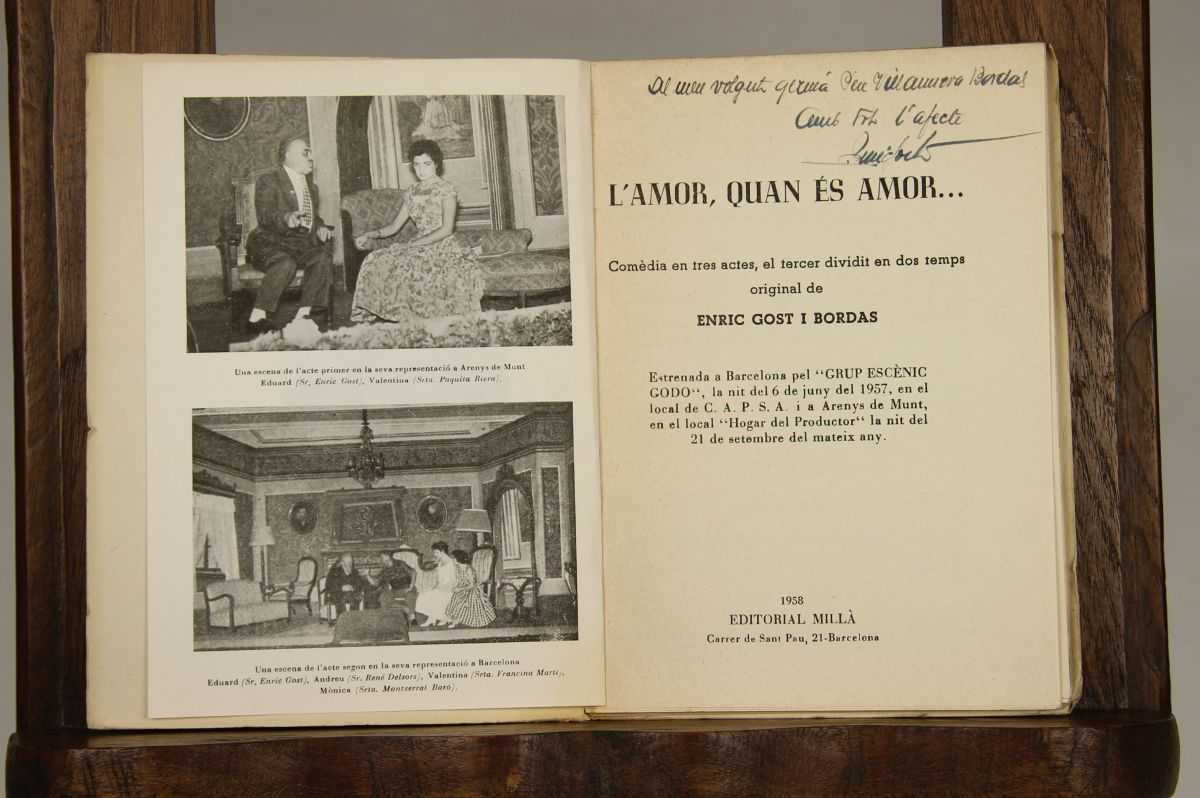 Una escena de l'acte primer en la seva representació a Arenys de Munt
Eduard (Sr, Enric Gost), Valentina (Srta. Paquita Riera).
Una escena de l'acte segon en la seva representació a Barcelona
Eduard (Sr, Enric Gost), Andreu (Sr. René Delsors), Valentina (Srta. Francina Martí),
Mònica (Srta. Montserrat Baró).
Al meu volgut germà Vilanueva Bordas
Amb tot l'afecte
L'AMOR, QUAN ÉS AMOR...
Comèdia en tres actes, el tercer dividit en dos temps
original de
ENRIC GOST I BORDAS
Estrenada a Barcelona pel "GRUP ESCÈNIC
GODO", la nit del 6 de juny del 1957, en el
local de C. A. P. S. A. i a Arenys de Munt,
en el local "Hogar del Productor" la nit del
21 de setembre del mateix any.
1958
EDITORIAL MILLÀ
Carrer de Sant Pau, 21-Barcelona